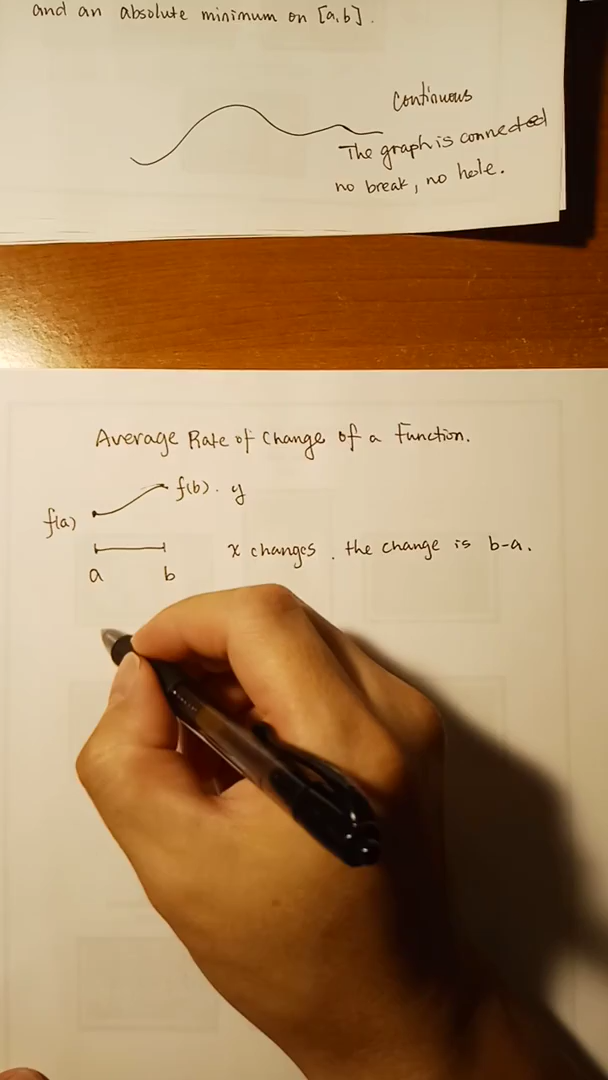 and an absolute minimum on [a,b].
Continuous
The graph is connected
no break, no hole.
Average Rate of Change of a Function.
f(b). y
f(a)
x changes. the change is b-a.
a b